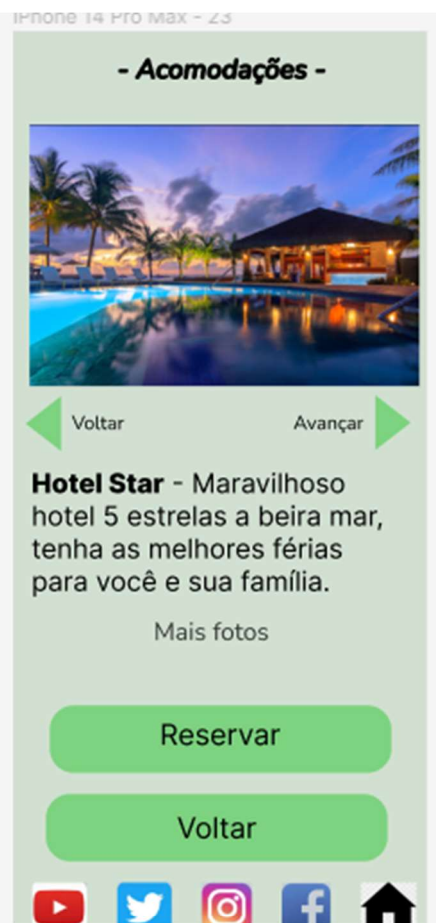 iPhone 14 Pro Max - 23
- Acomodações -
Voltar
Avançar
Hotel Star - Maravilhoso
hotel 5 estrelas a beira mar,
tenha as melhores férias
para você e sua família.
Mais fotos
Reservar
Voltar